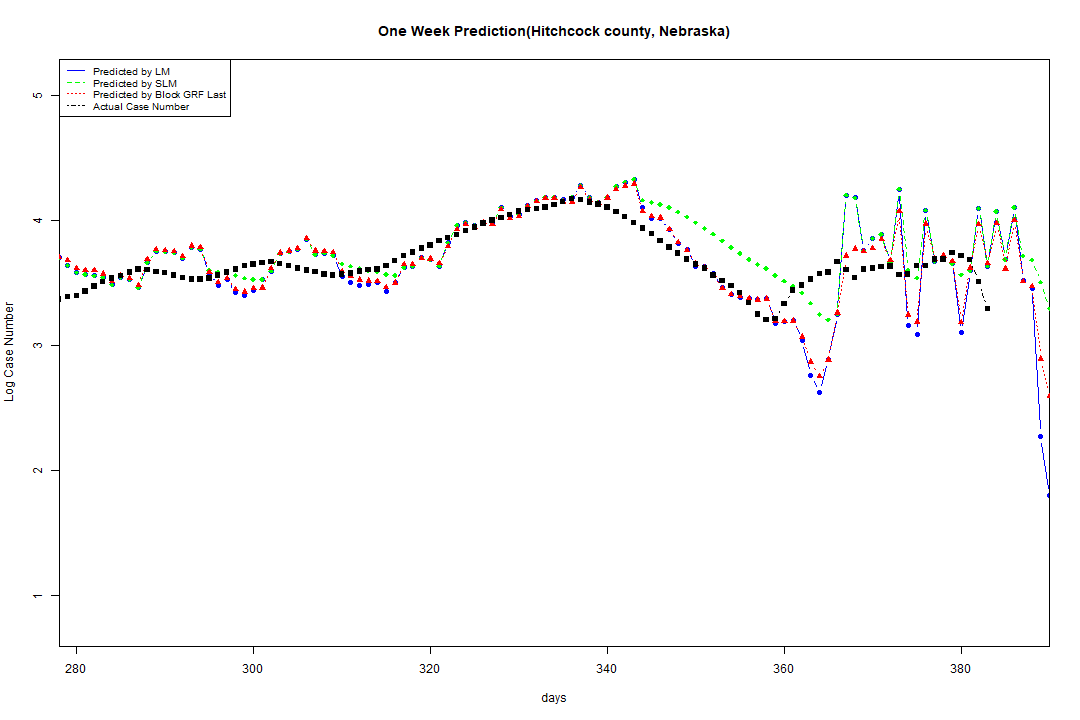 One Week Prediction(Hitchcock county, Nebraska)
Predicted by LM
Predicted by SLM
Predicted by Block GRF Last
Actual Case Number
5
4
3
2
1
Log Case Number
280 300 320 340 360 380
days